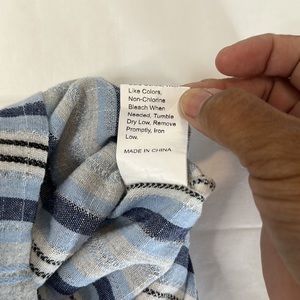 Like Colors,
Non-Chlorine
Bleach When
Needed, Tumble
Dry Low, Remove
Promptly, Iron
Low.
MADE IN CHINA